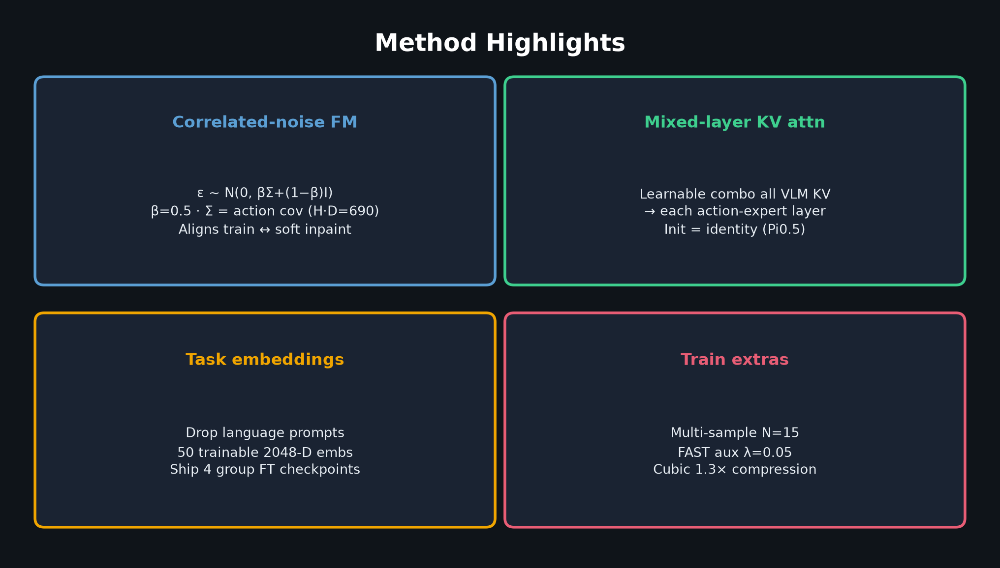 Method Highlights
Correlated-noise FM
ε ~ N(0, βΣ+(1−β)I)
β=0.5 · Σ = action cov (H·D=690)
Aligns train ↔ soft inpaint
Mixed-layer KV attn
Learnable combo all VLM KV
→ each action-expert layer
Init = identity (Pi0.5)
Task embeddings
Drop language prompts
50 trainable 2048-D embs
Ship 4 group FT checkpoints
Train extras
Multi-sample N=15
FAST aux λ=0.05
Cubic 1.3× compression